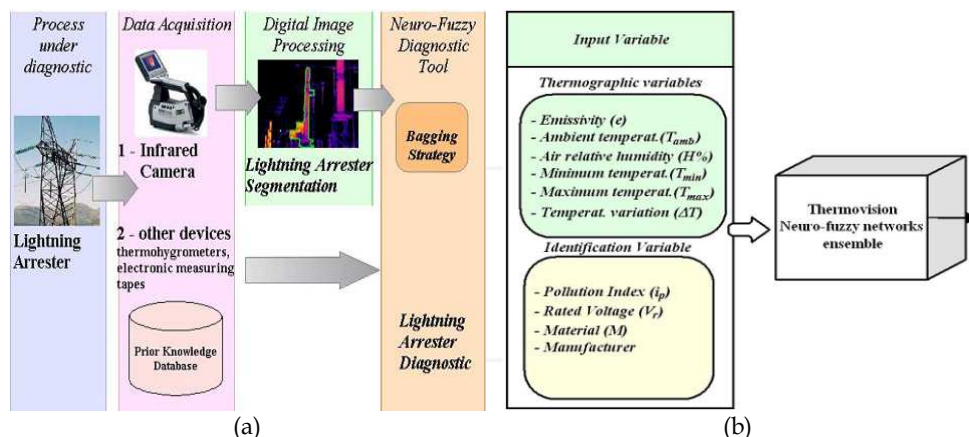 Process
under
diagnostic
Lightning
Arrester
Data Acquisition
1 - Infrared
Camera
2 - other devices
thermohygrometers,
electronic measuring
tapes
Prior Knowledge
Database
Digital Image
Processing
Lightning Arrester
Segmentation
Neuro-Fuzzy
Diagnostic
Tool
Bagging
Strategy
Lightning
Arrester
Diagnostic
(a)
Input Variable
Thermographic variables
- Emissivity (e)
- Ambient temperat.(Tamb)
- Air relative humidity (H%)
- Minimum temperat.(Tmin)
- Maximum temperat.(Tmax)
- Temperat. variation (ΔT)
Identification Variable
- Pollution Index (ip)
- Rated Voltage (Vr)
- Material (M)
- Manufacturer
Thermovision
Neuro-fuzzy networks
ensemble
(b)